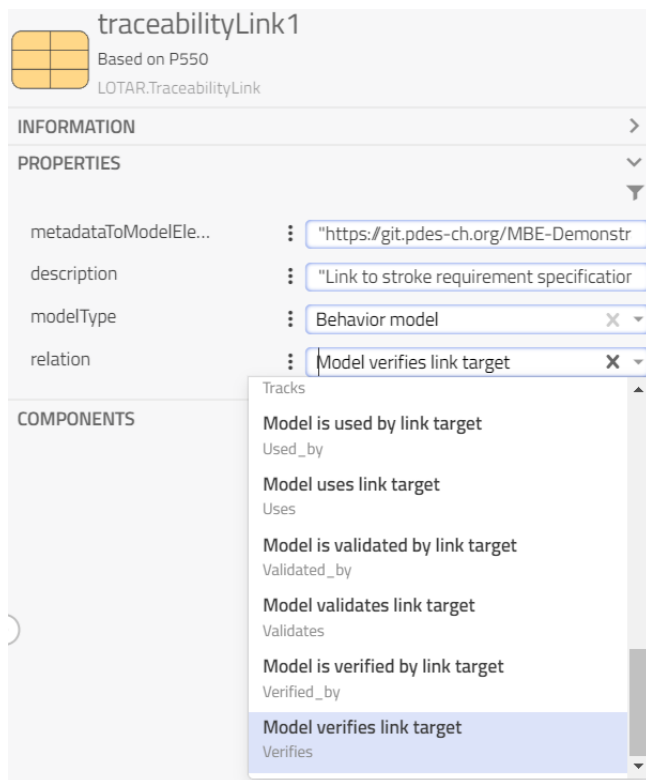 traceabilityLink1
Based on P550
LOTAR.TraceabilityLink
INFORMATION
PROPERTIES
metadataToModelEle... "https://git.pdes-ch.org/MBE-Demonstr
description "Link to stroke requirement specification
modelType Behavior model
relation Model verifies link target
COMPONENTS
Tracks
Model is used by link target
Used_by
Model uses link target
Uses
Model is validated by link target
Validated_by
Model validates link target
Validates
Model is verified by link target
Verified_by
Model verifies link target
Verifies